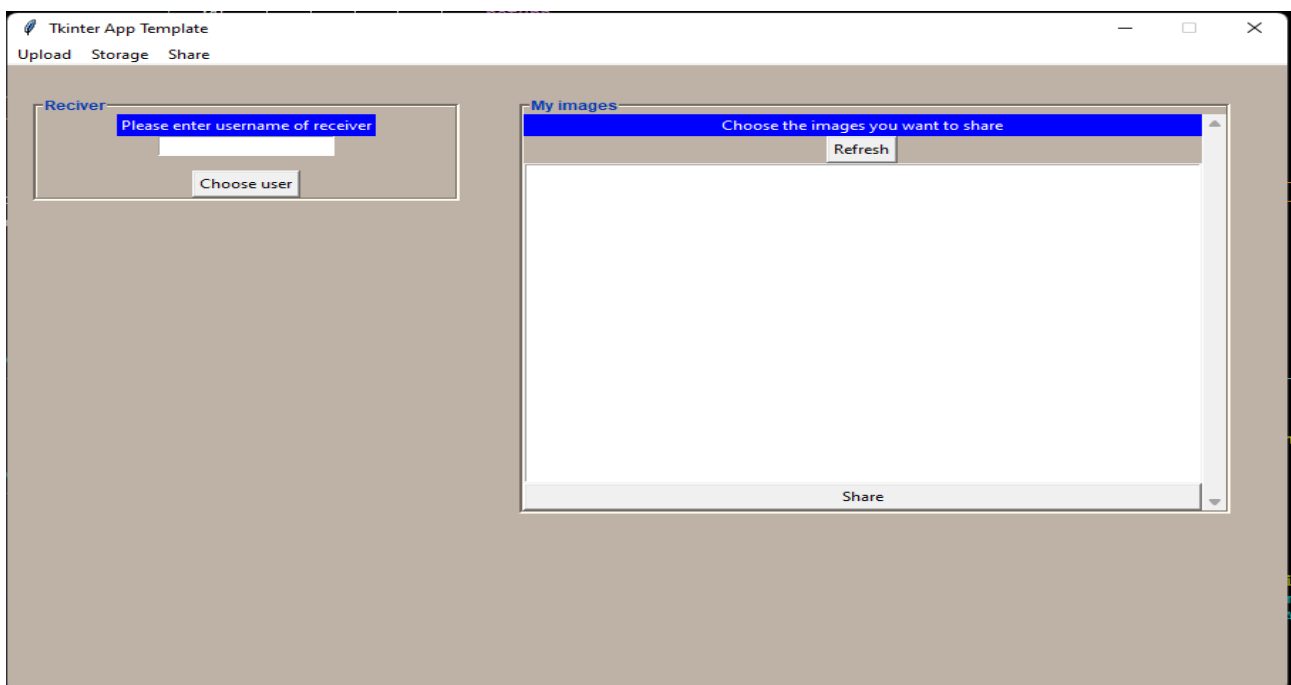 Tkinter App Template
Upload Storage Share
Reciver
Please enter username of receiver
Choose user
My images
Choose the images you want to share
Refresh
Share